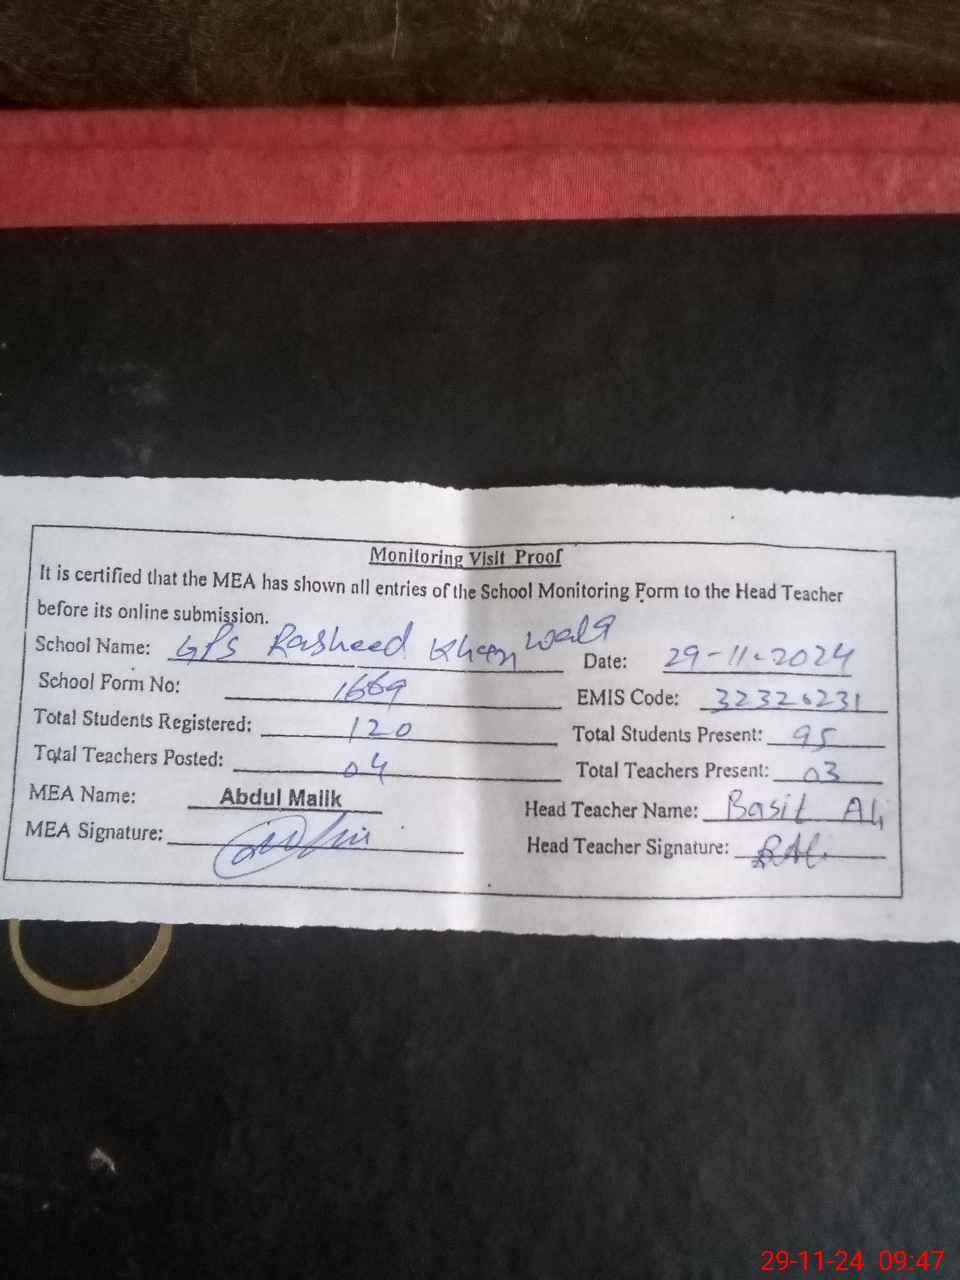 Monitoring Visit Proof
It is certified that the MEA has shown all entries of the School Monitoring Form to the Head Teacher
before its online submission.
School Name: GPS Rasheed Khan wala Date: 29-11-2024
School Form No: 1669 EMIS Code: 32326231
Total Students Registered: 120 Total Students Present: 95
Total Teachers Posted: 04 Total Teachers Present: 03
MEA Name: Abdul Malik Head Teacher Name: Basit Ali
MEA Signature: Head Teacher Signature: BAli
29-11-24 09:47